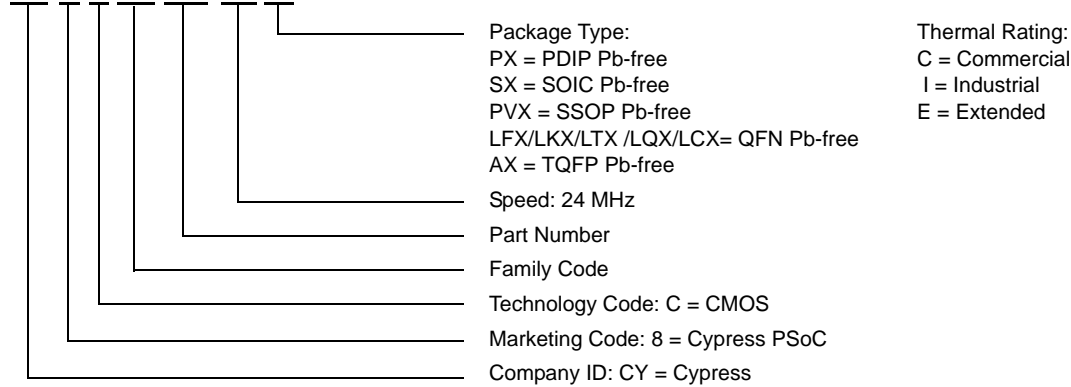 Package Type:
PX = PDIP Pb-free
SX = SOIC Pb-free
PVX = SSOP Pb-free
LFX/LKX/LTX /LQX/LCX= QFN Pb-free
AX = TQFP Pb-free
Thermal Rating:
C = Commercial
I = Industrial
E = Extended
Speed: 24 MHz
Part Number
Family Code
Technology Code: C = CMOS
Marketing Code: 8 = Cypress PSoC
Company ID: CY = Cypress